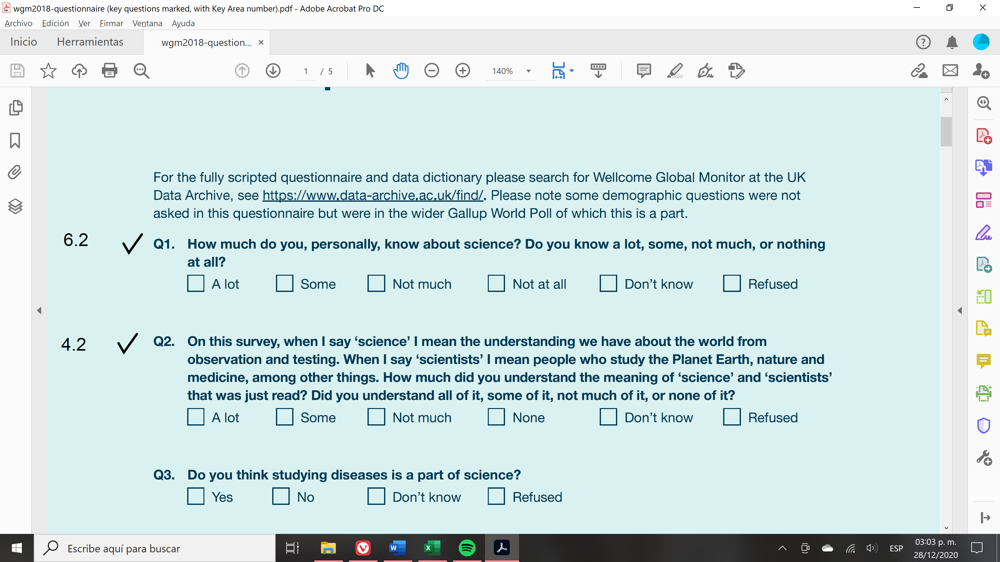 wgm2018-questionnaire (key questions marked, with Key Area number).pdf - Adobe Acrobat Pro DC
Archivo Edición Ver Firmar Ventana Ayuda
Inicio Herramientas wgm2018-question... ×
1 / 5 140%
For the fully scripted questionnaire and data dictionary please search for Wellcome Global Monitor at the UK
Data Archive, see https://www.data-archive.ac.uk/find/. Please note some demographic questions were not
asked in this questionnaire but were in the wider Gallup World Poll of which this is a part.
6.2 ✓ Q1. How much do you, personally, know about science? Do you know a lot, some, not much, or nothing
at all?
A lot Some Not much Not at all Don’t know Refused
4.2 ✓ Q2. On this survey, when I say ‘science’ I mean the understanding we have about the world from
observation and testing. When I say ‘scientists’ I mean people who study the Planet Earth, nature and
medicine, among other things. How much did you understand the meaning of ‘science’ and ‘scientists’
that was just read? Did you understand all of it, some of it, not much of it, or none of it?
A lot Some Not much None Don’t know Refused
Q3. Do you think studying diseases is a part of science?
Yes No Don’t know Refused
Escribe aquí para buscar
ESP
03:03 p. m.
28/12/2020